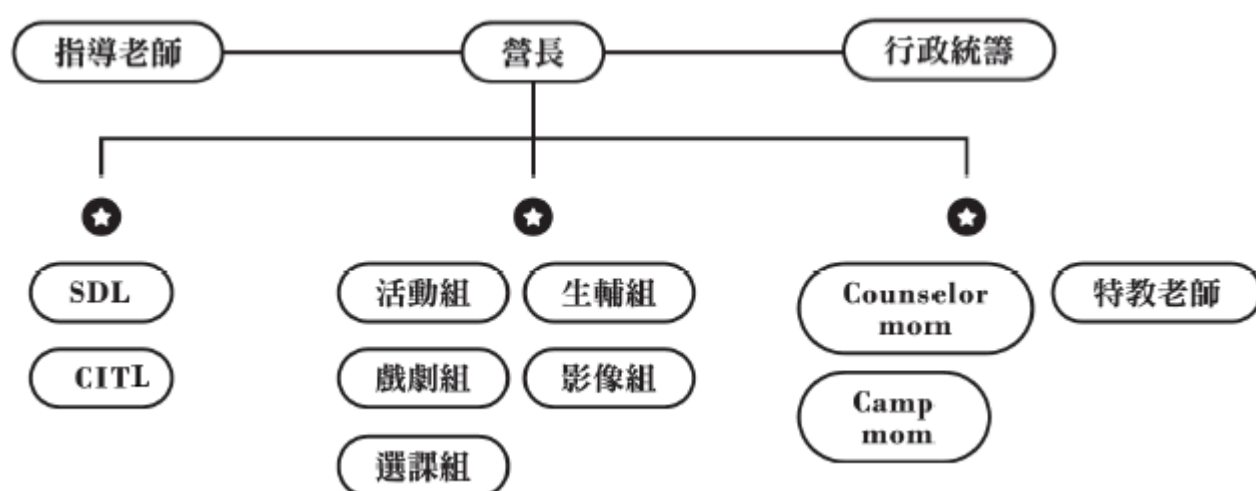 指導老師
營長
行政統籌
SDL
CITL
活動組
生輔組
戲劇組
影像組
選課組
Counselor
mom
特教老師
Camp
mom